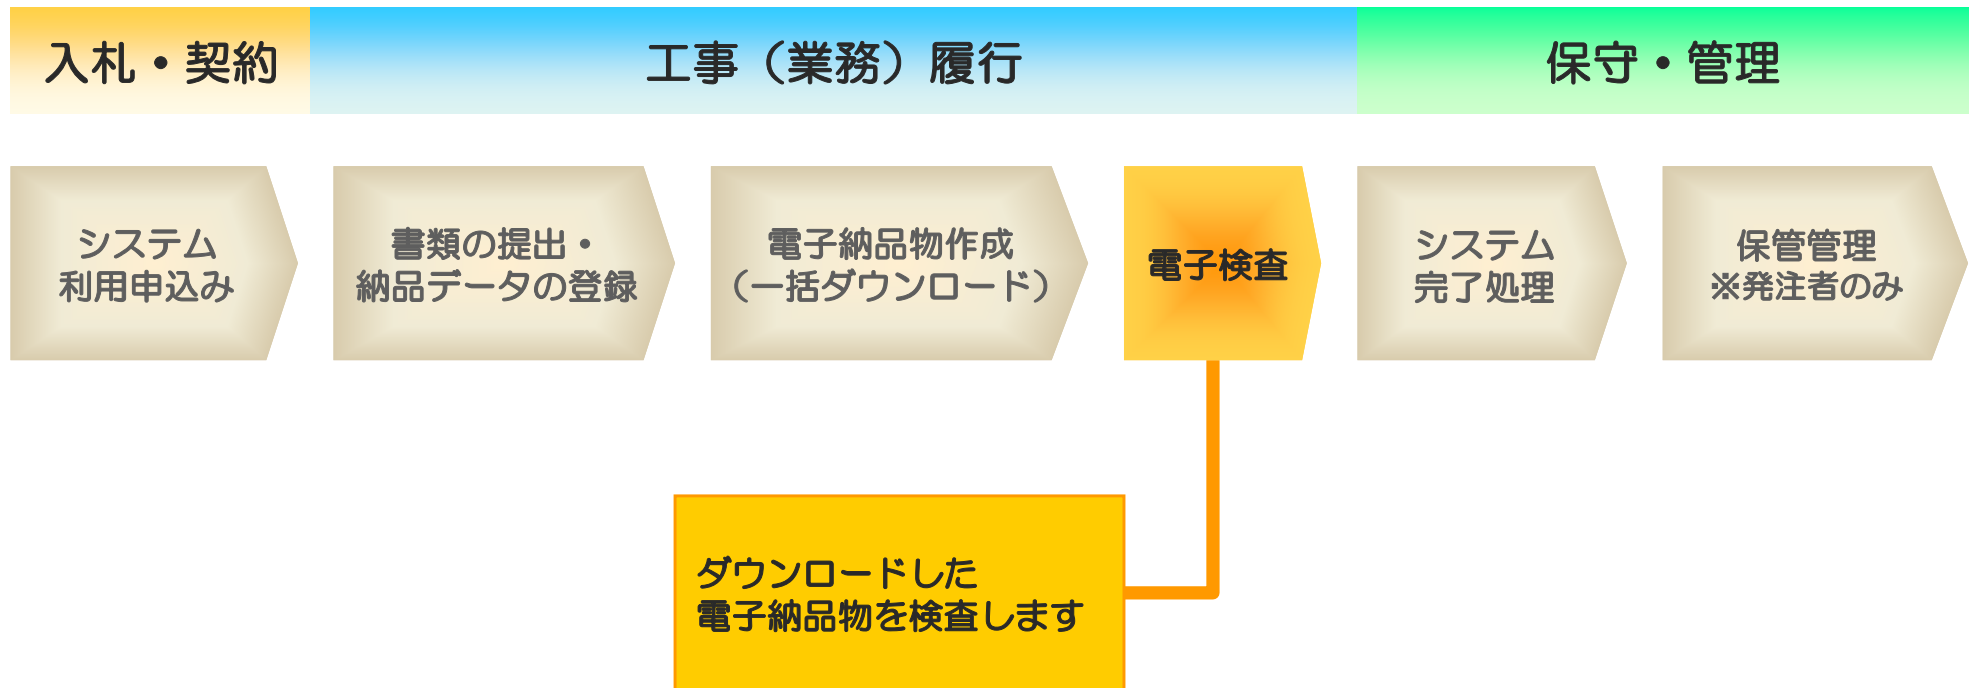 入札・契約
工事（業務）履行
保守・管理
システム
利用申込み
書類の提出・
納品データの登録
電子納品物作成
（一括ダウンロード）
電子検査
システム
完了処理
保管管理
※発注者のみ
ダウンロードした
電子納品物を検査します